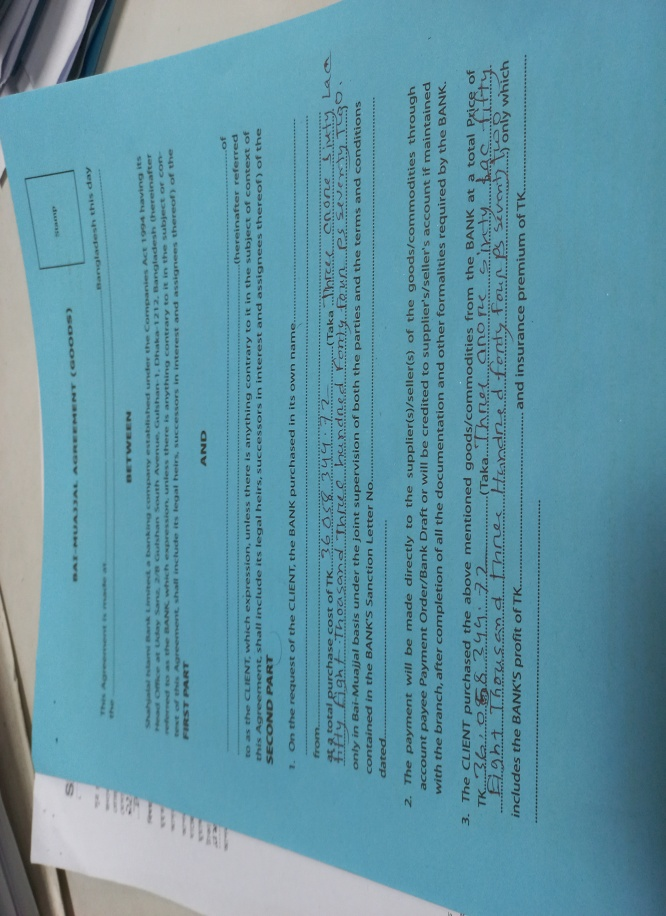 BAI-MUAJJAL AGREEMENT (GOODS)
Stamp
This Agreement is made at Bangladesh this day
the
BETWEEN
Shahjalal Islami Bank Limited, a banking company established under the Companies Act 1994 having its
Head Office at Uday Sanz, 2/B Gulshan South Avenue, Gulshan-1, Dhaka-1212, Bangladesh (hereinafter
referred to as the BANK, which expression, unless there is anything contrary to it in the subject or con-
text of this Agreement, shall include its legal heirs, successors in interest and assignees thereof) of the
FIRST PART
AND
of
(hereinafter referred
to as the CLIENT, which expression, unless there is anything contrary to it in the subject of context of
this Agreement, shall include its legal heirs, successors in interest and assignees thereof) of the
SECOND PART
1. On the request of the CLIENT, the BANK purchased in its own name
from
at a total purchase cost of TK. 36.058.344.72 (Taka Three crore sixty Lac
fifty Eight Thousand Three hundred Forty Four Ps Seventy Two.
only in Bai-Muajjal basis under the joint supervision of both the parties and the terms and conditions
contained in the BANK'S Sanction Letter No.
dated
2. The payment will be made directly to the supplier(s)/seller(s) of the goods/commodities through
account payee Payment Order/Bank Draft or will be credited to supplier's/seller's account if maintained
with the branch, after completion of all the documentation and other formalities required by the BANK.
3. The CLIENT purchased the above mentioned goods/commodities from the BANK at a total Price of
TK. 36.058.344.72 (Taka. Three crore sixty Lac fifty
Eight Thousand three Hundred forty Four Ps Seventy Two) only which
includes the BANK'S profit of TK. and insurance premium of TK.